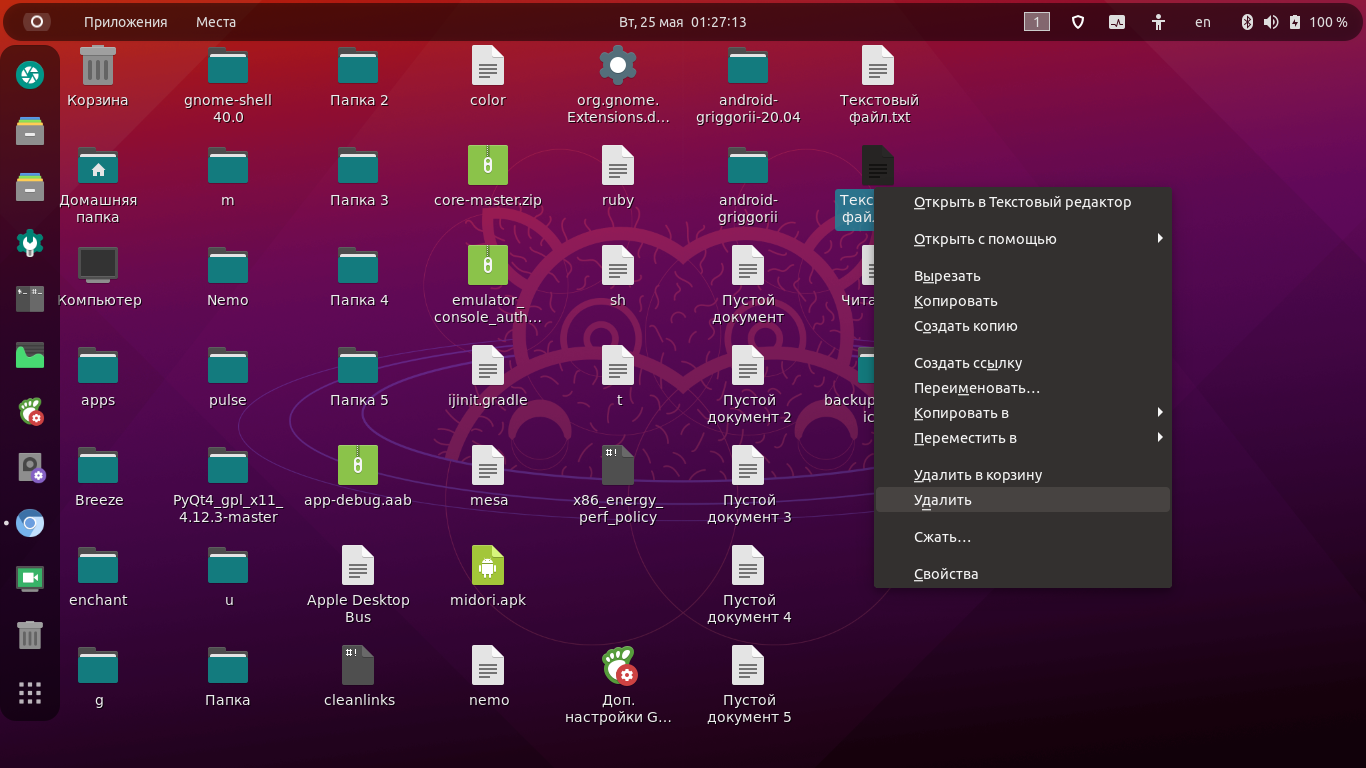 Приложения
Места
Вт, 25 мая 01:27:13
1
en
100 %
Корзина
gnome-shell
40.0
Папка 2
color
org.gnome.
Extensions.d…
android-
griggorii-20.04
Текстовый
файл.txt
Домашняя
папка
m
Папка 3
core-master.zip
ruby
android-
griggorii
Компьютер
Nemo
Папка 4
emulator_
console_auth…
sh
Пустой
документ
apps
pulse
Папка 5
ijinit.gradle
t
Пустой
документ 2
backup
Breeze
PyQt4_gpl_x11_
4.12.3-master
app-debug.aab
mesa
#!
x86_energy_
perf_policy
Пустой
документ 3
enchant
u
Apple Desktop
Bus
midori.apk
Пустой
документ 4
g
Папка
#!
cleanlinks
nemo
Доп.
настройки G…
Пустой
документ 5
Открыть в Текстовый редактор
Открыть с помощью
Вырезать
Копировать
Создать копию
Создать ссылку
Переименовать…
Копировать в
Переместить в
Удалить в корзину
Удалить
Сжать…
Свойства